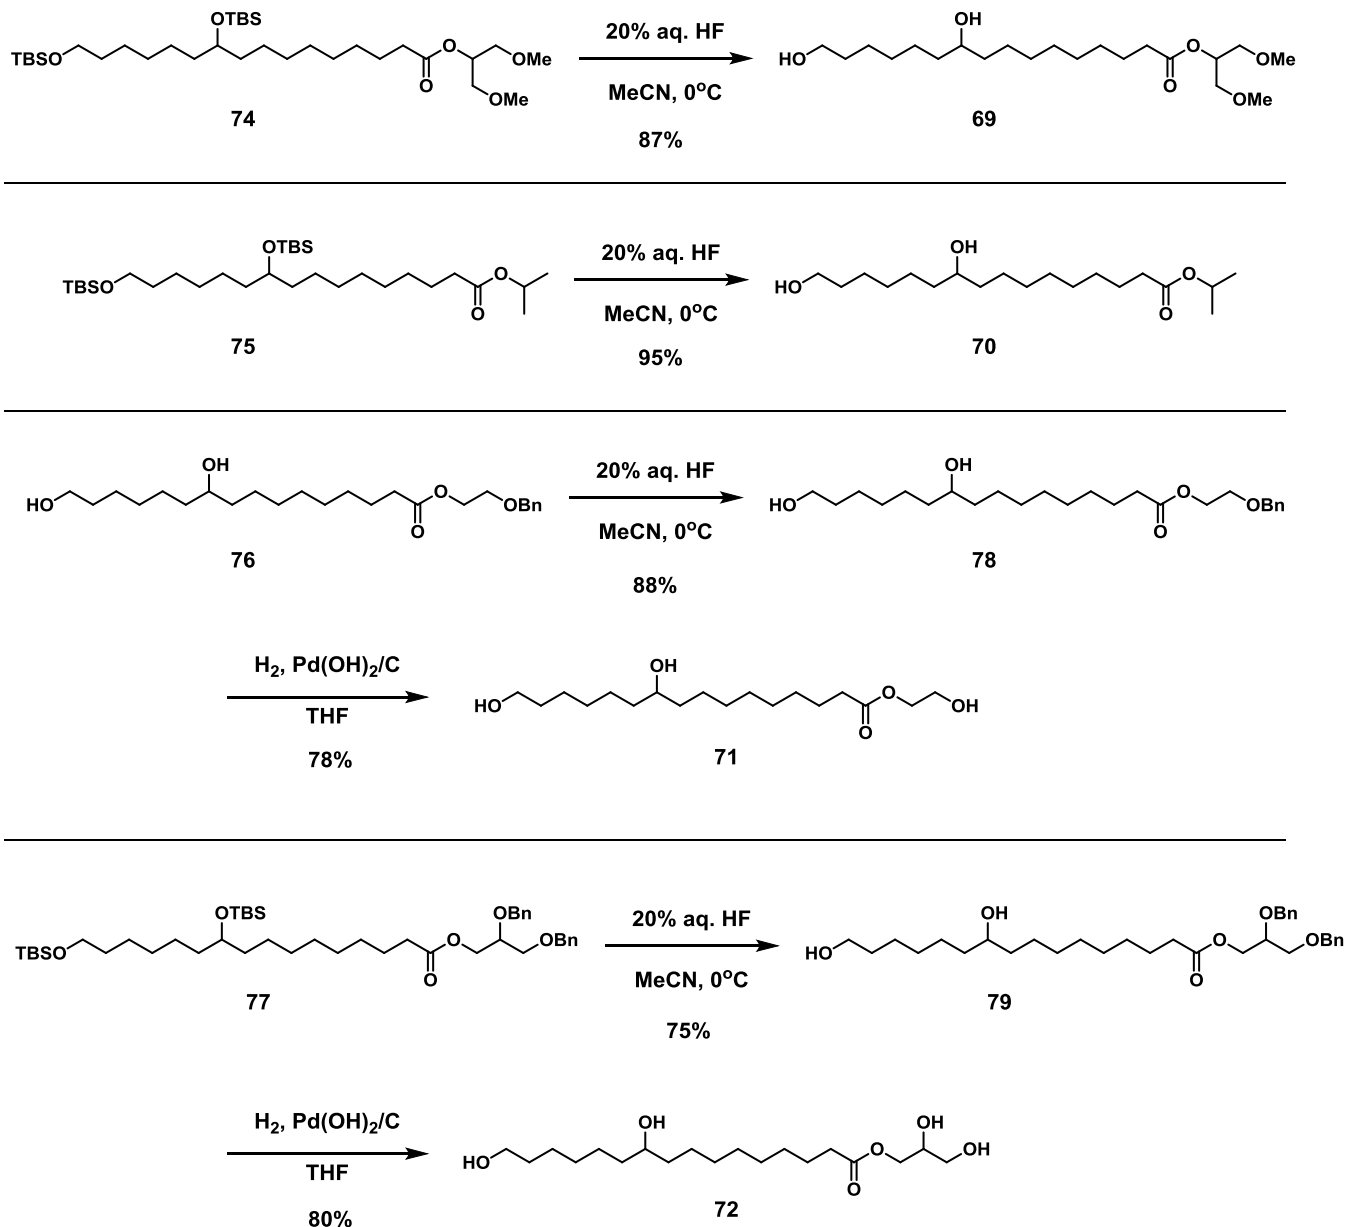 OTBS
TBSO
O
O
OMe
OMe
74
20% aq. HF
MeCN, 0°C
87%
OH
HO
O
O
OMe
OMe
69
OTBS
TBSO
O
O
75
20% aq. HF
MeCN, 0°C
95%
OH
HO
O
O
70
OH
HO
O
O
OBn
76
20% aq. HF
MeCN, 0°C
88%
OH
HO
O
O
OBn
78
H2, Pd(OH)2/C
THF
78%
OH
HO
O
O
OH
71
OTBS
TBSO
O
O
OBn
OBn
77
20% aq. HF
MeCN, 0°C
75%
OH
HO
O
O
OBn
OBn
79
H2, Pd(OH)2/C
THF
80%
OH
HO
O
O
OH
OH
72